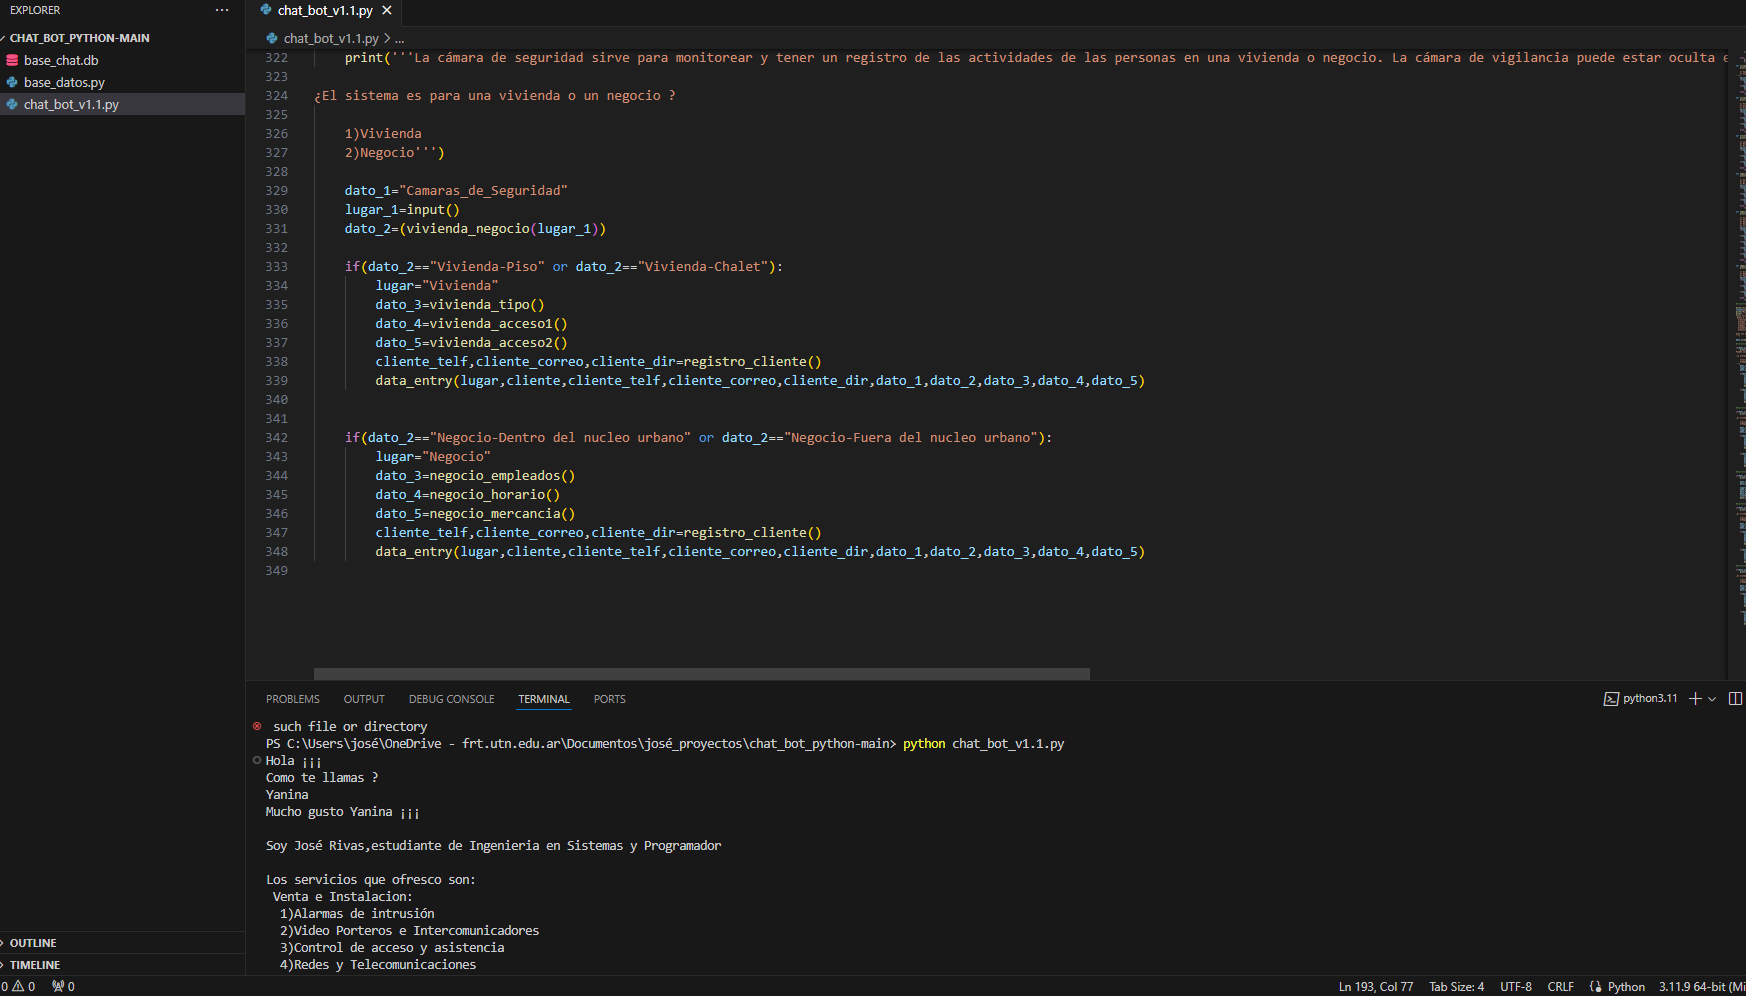 EXPLORER
···
CHAT_BOT_PYTHON-MAIN
base_chat.db
base_datos.py
chat_bot_v1.1.py
OUTLINE
TIMELINE
chat_bot_v1.1.py
chat_bot_v1.1.py > ...
322 print('''La cámara de seguridad sirve para monitorear y tener un registro de las actividades de las personas en una vivienda o negocio. La cámara de vigilancia puede estar oculta
323
324 ¿El sistema es para una vivienda o un negocio ?
325
326 1)Vivienda
327 2)Negocio''')
328
329 dato_1="Camaras_de_Seguridad"
330 lugar_1=input()
331 dato_2=(vivienda_negocio(lugar_1))
332
333 if(dato_2=="Vivienda-Piso" or dato_2=="Vivienda-Chalet"):
334 lugar="Vivienda"
335 dato_3=vivienda_tipo()
336 dato_4=vivienda_acceso1()
337 dato_5=vivienda_acceso2()
338 cliente_telf,cliente_correo,cliente_dir=registro_cliente()
339 data_entry(lugar,cliente,cliente_telf,cliente_correo,cliente_dir,dato_1,dato_2,dato_3,dato_4,dato_5)
340
341
342 if(dato_2=="Negocio-Dentro del nucleo urbano" or dato_2=="Negocio-Fuera del nucleo urbano"):
343 lugar="Negocio"
344 dato_3=negocio_empleados()
345 dato_4=negocio_horario()
346 dato_5=negocio_mercancia()
347 cliente_telf,cliente_correo,cliente_dir=registro_cliente()
348 data_entry(lugar,cliente,cliente_telf,cliente_correo,cliente_dir,dato_1,dato_2,dato_3,dato_4,dato_5)
349
PROBLEMS OUTPUT DEBUG CONSOLE TERMINAL PORTS
python3.11
such file or directory
PS C:\Users\josé\OneDrive - frt.utn.edu.ar\Documentos\josé_proyectos\chat_bot_python-main> python chat_bot_v1.1.py
Hola ¡¡¡
Como te llamas ?
Yanina
Mucho gusto Yanina ¡¡¡
Soy José Rivas,estudiante de Ingenieria en Sistemas y Programador
Los servicios que ofresco son:
Venta e Instalacion:
1)Alarmas de intrusión
2)Video Porteros e Intercomunicadores
3)Control de acceso y asistencia
4)Redes y Telecomunicaciones
0 0 0
Ln 193, Col 77 Tab Size: 4 UTF-8 CRLF Python 3.11.9 64-bit (Mi